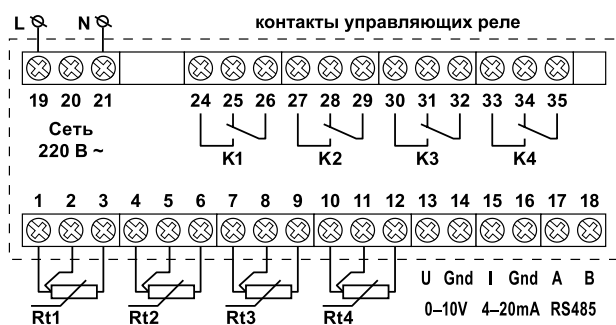 L N контакты управляющих реле
19 20 21 24 25 26 27 28 29 30 31 32 33 34 35
Сеть
220 В ~
K1 K2 K3 K4
1 2 3 4 5 6 7 8 9 10 11 12 13 14 15 16 17 18
U Gnd I Gnd A B
Rt1 Rt2 Rt3 Rt4 0–10V 4–20mA RS485